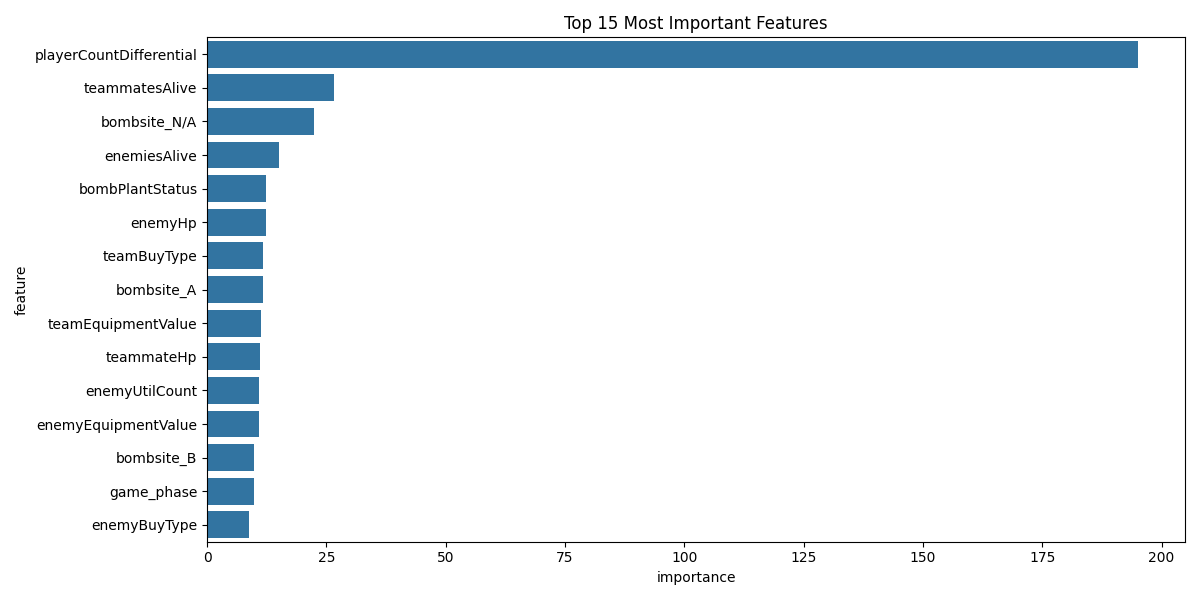 Top 15 Most Important Features
playerCountDifferential
teammatesAlive
bombsite_N/A
enemiesAlive
bombPlantStatus
enemyHp
teamBuyType
bombsite_A
teamEquipmentValue
teammateHp
enemyUtilCount
enemyEquipmentValue
bombsite_B
game_phase
enemyBuyType
feature
0 25 50 75 100 125 150 175 200
importance